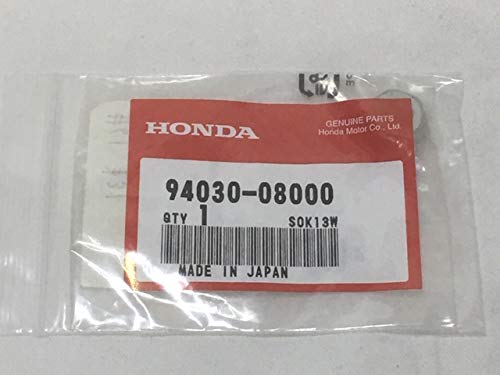 HONDA
GENUINE PARTS
Honda Motor Co., Ltd.
94030-08000
QTY 1 SOK13W
MADE IN JAPAN